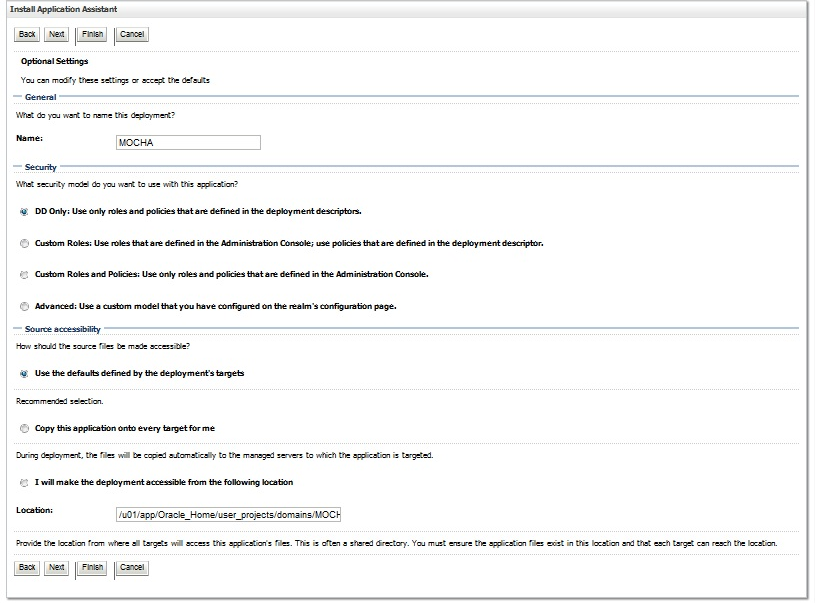 Install Application Assistant
Back Next Finish Cancel
Optional Settings
You can modify these settings or accept the defaults
General
What do you want to name this deployment?
Name: MOCHA
Security
What security model do you want to use with this application?
DD Only: Use only roles and policies that are defined in the deployment descriptors.
Custom Roles: Use roles that are defined in the Administration Console; use policies that are defined in the deployment descriptor.
Custom Roles and Policies: Use only roles and policies that are defined in the Administration Console.
Advanced: Use a custom model that you have configured on the realm's configuration page.
Source accessibility
How should the source files be made accessible?
Use the defaults defined by the deployment's targets
Recommended selection.
Copy this application onto every target for me
During deployment, the files will be copied automatically to the managed servers to which the application is targeted.
I will make the deployment accessible from the following location
Location: /u01/app/Oracle_Home/user_projects/domains/MOCH
Provide the location from where all targets will access this application's files. This is often a shared directory. You must ensure the application files exist in this location and that each target can reach the location.
Back Next Finish Cancel